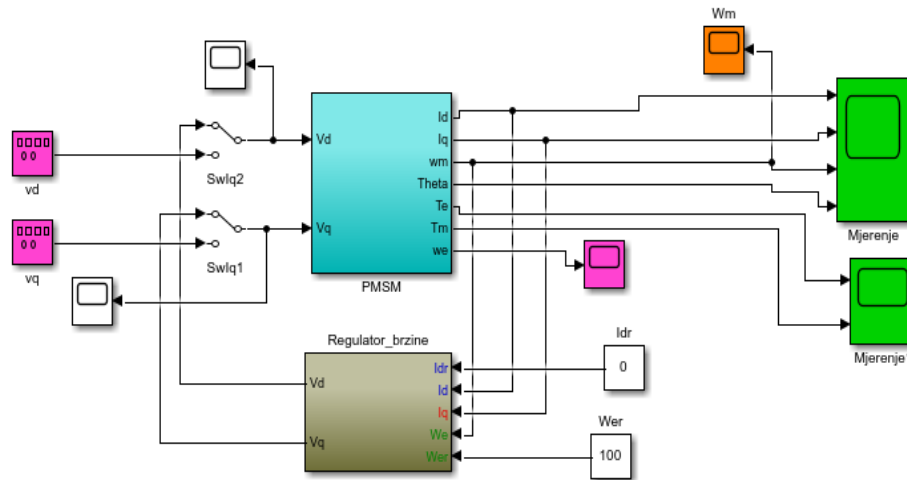 Wm
vd
SwIq2
vq
SwIq1
Vd
Vq
Id
Iq
wm
Theta
Te
Tm
we
PMSM
Mjerenje
Mjerenje
Regulator_brzine
Vd
Vq
Idr
Id
Iq
We
Wer
Idr
0
Wer
100